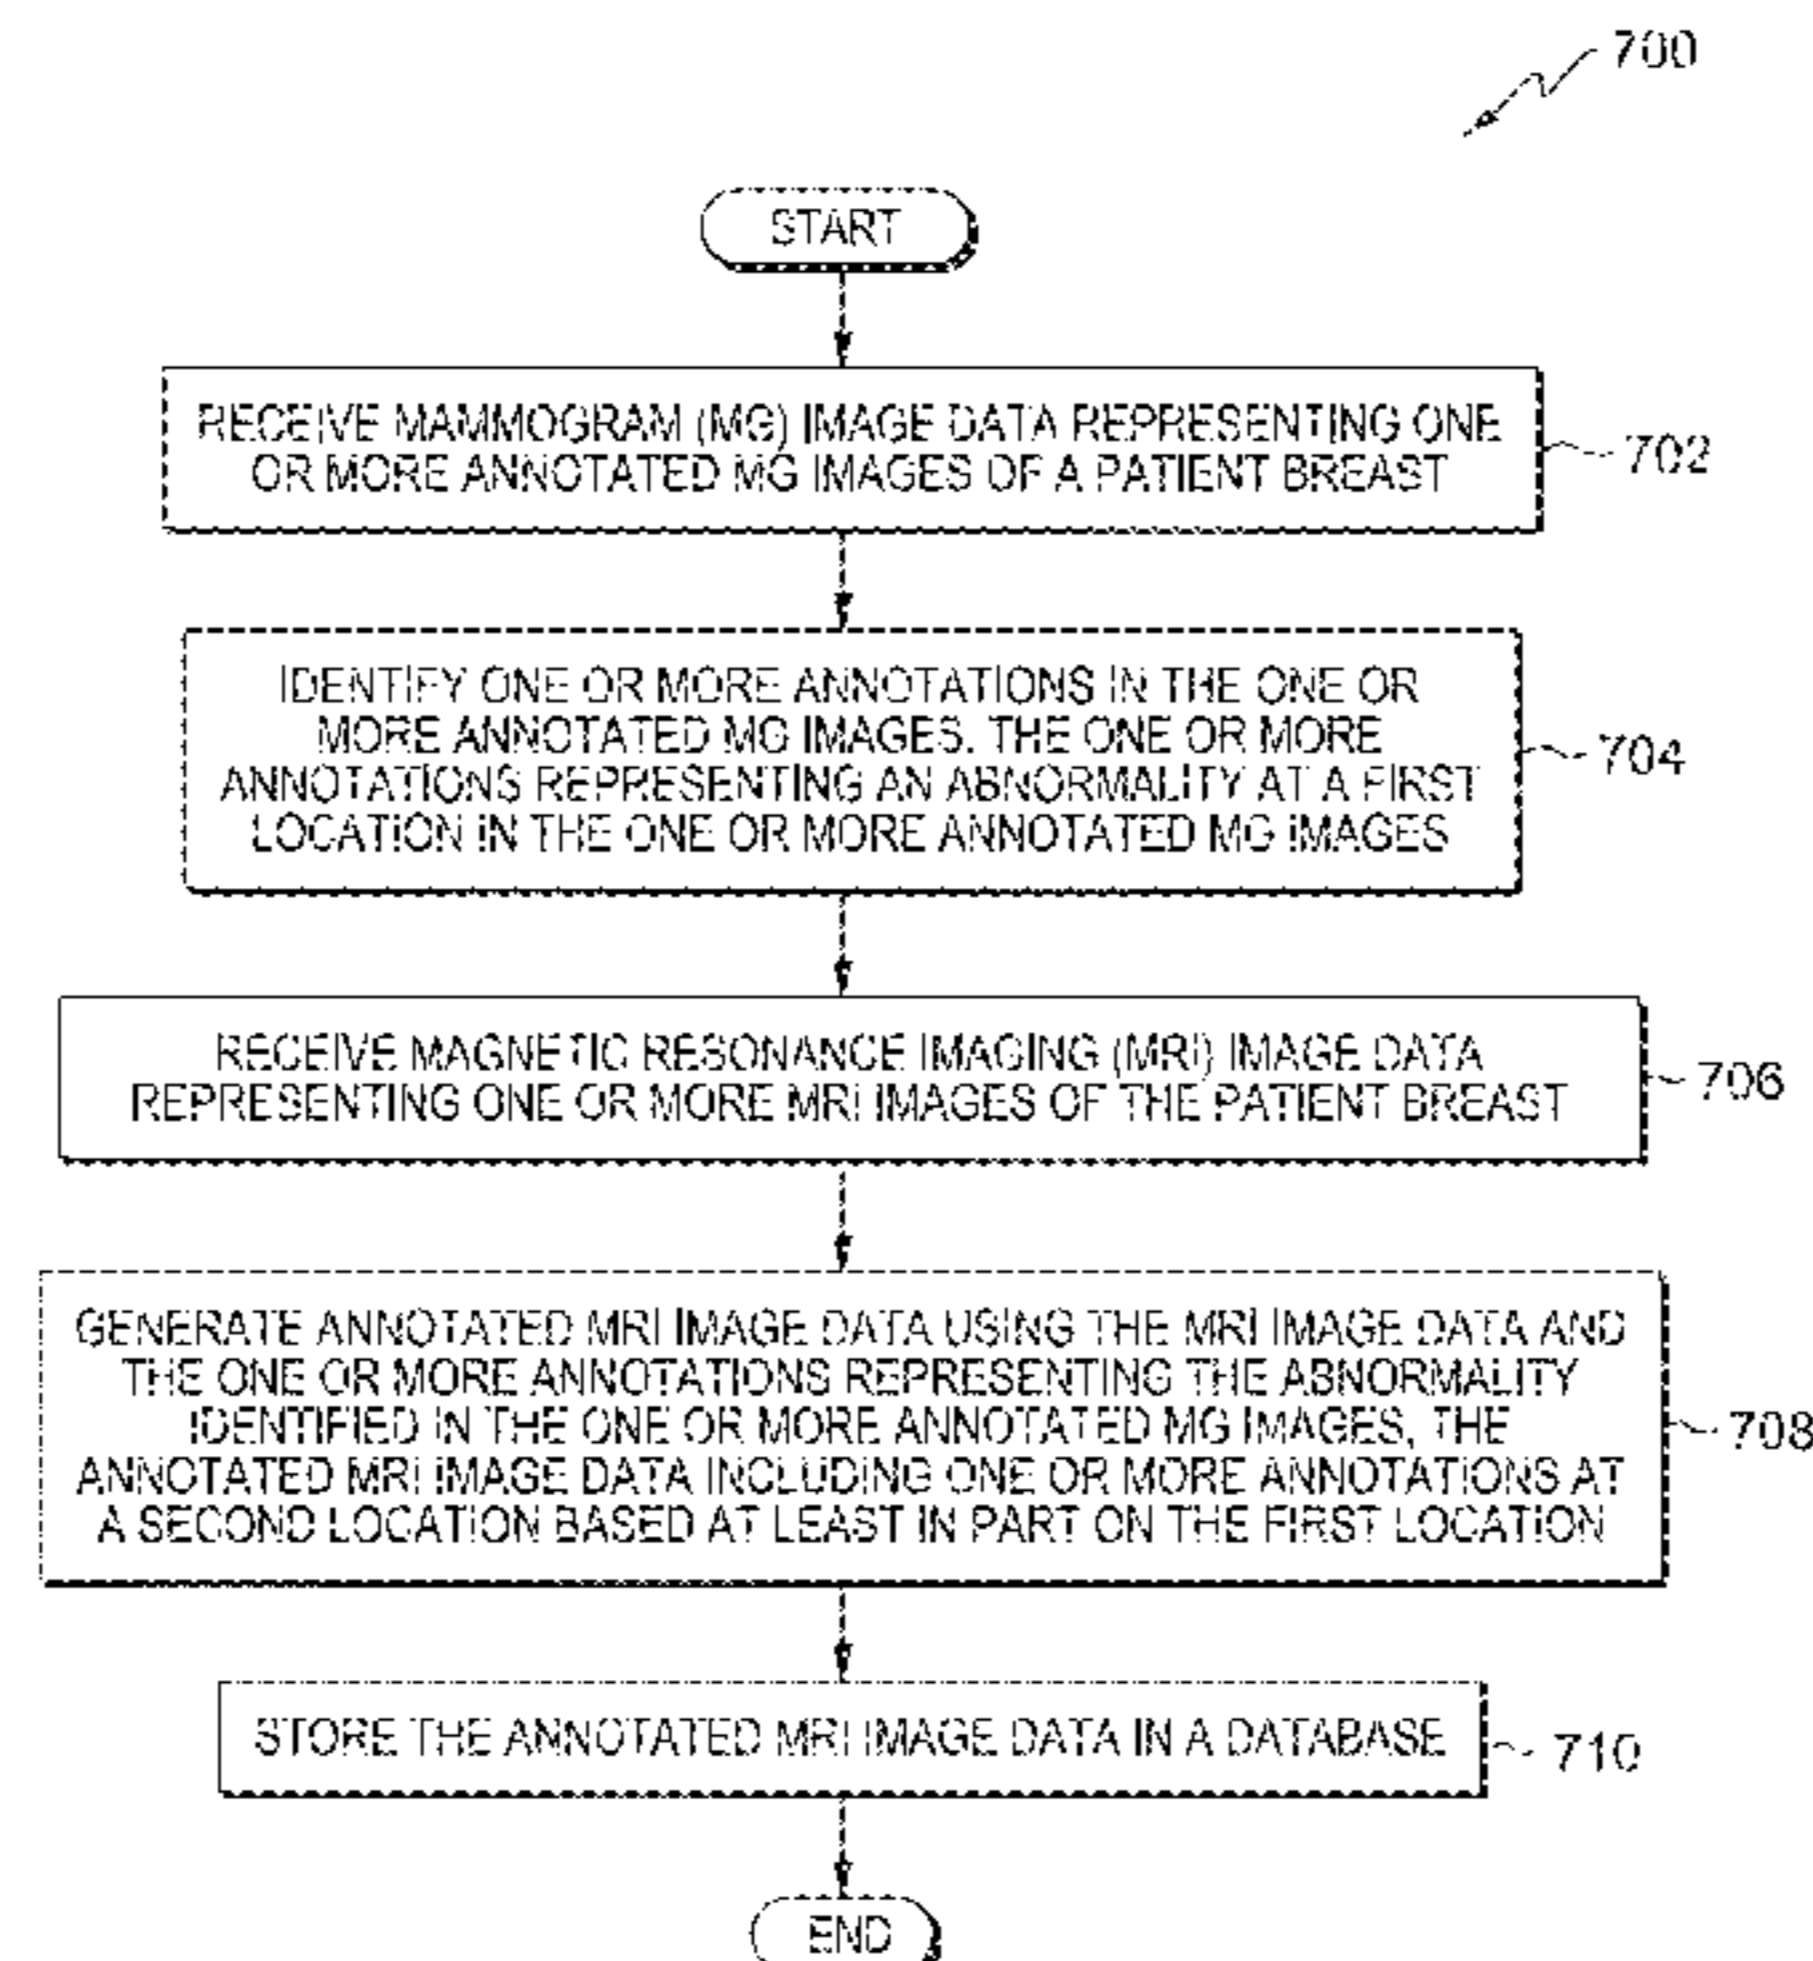 700
START
RECEIVE MAMMOGRAM (MG) IMAGE DATA REPRESENTING ONE
OR MORE ANNOTATED MG IMAGES OF A PATIENT BREAST
702
IDENTIFY ONE OR MORE ANNOTATIONS IN THE ONE OR
MORE ANNOTATED MG IMAGES, THE ONE OR MORE
ANNOTATIONS REPRESENTING AN ABNORMALITY AT A FIRST
LOCATION IN THE ONE OR MORE ANNOTATED MG IMAGES
704
RECEIVE MAGNETIC RESONANCE IMAGING (MRI) IMAGE DATA
REPRESENTING ONE OR MORE MRI IMAGES OF THE PATIENT BREAST
706
GENERATE ANNOTATED MRI IMAGE DATA USING THE MRI IMAGE DATA AND
THE ONE OR MORE ANNOTATIONS REPRESENTING THE ABNORMALITY
IDENTIFIED IN THE ONE OR MORE ANNOTATED MG IMAGES, THE
ANNOTATED MRI IMAGE DATA INCLUDING ONE OR MORE ANNOTATIONS AT
A SECOND LOCATION BASED AT LEAST IN PART ON THE FIRST LOCATION
708
STORE THE ANNOTATED MRI IMAGE DATA IN A DATABASE
710
END